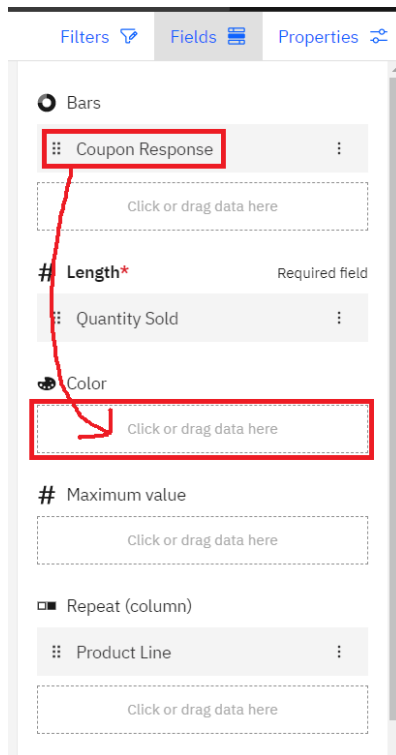 Filters Fields Properties
Bars
Coupon Response
Click or drag data here
# Length* Required field
Quantity Sold
Color
Click or drag data here
# Maximum value
Click or drag data here
Repeat (column)
Product Line
Click or drag data here